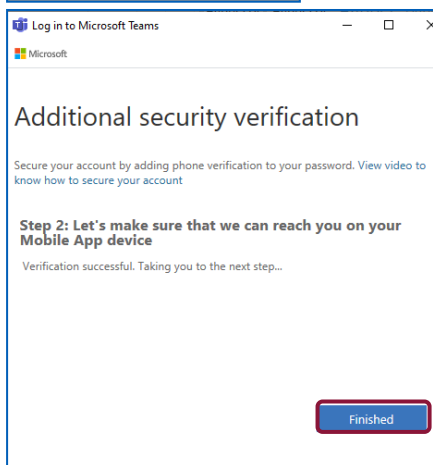 Log in to Microsoft Teams
Microsoft
Additional security verification
Secure your account by adding phone verification to your password. View video to
know how to secure your account
Step 2: Let's make sure that we can reach you on your
Mobile App device
Verification successful. Taking you to the next step...
Finished